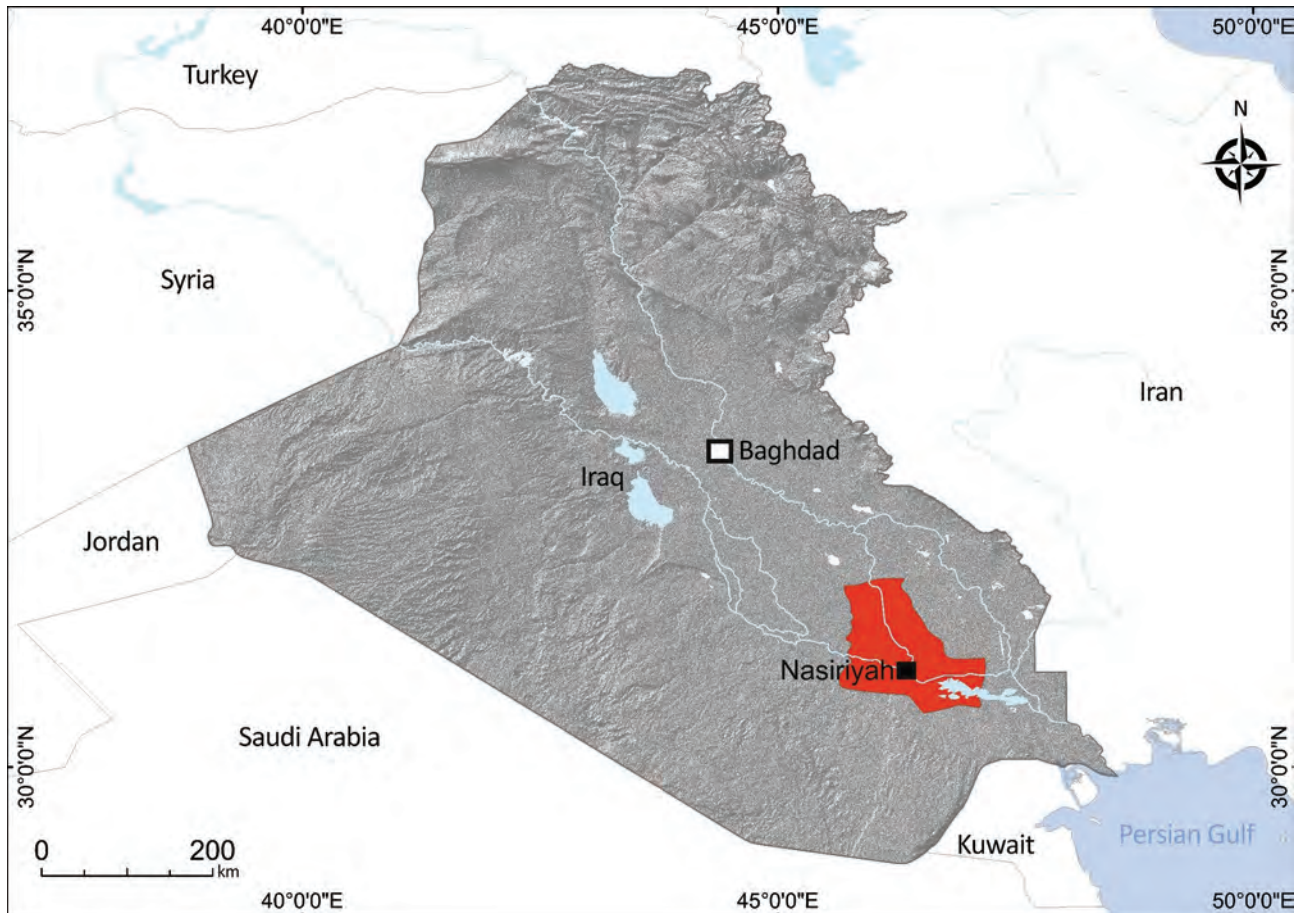 40°0'0"E
45°0'0"E
50°0'0"E
Turkey
N
35°0'0"N
35°0'0"N
Syria
Iran
Baghdad
Iraq
Jordan
Nasiriyah
Saudi Arabia
30°0'0"N
30°0'0"N
Persian Gulf
Kuwait
0 200
km
40°0'0"E
45°0'0"E
50°0'0"E